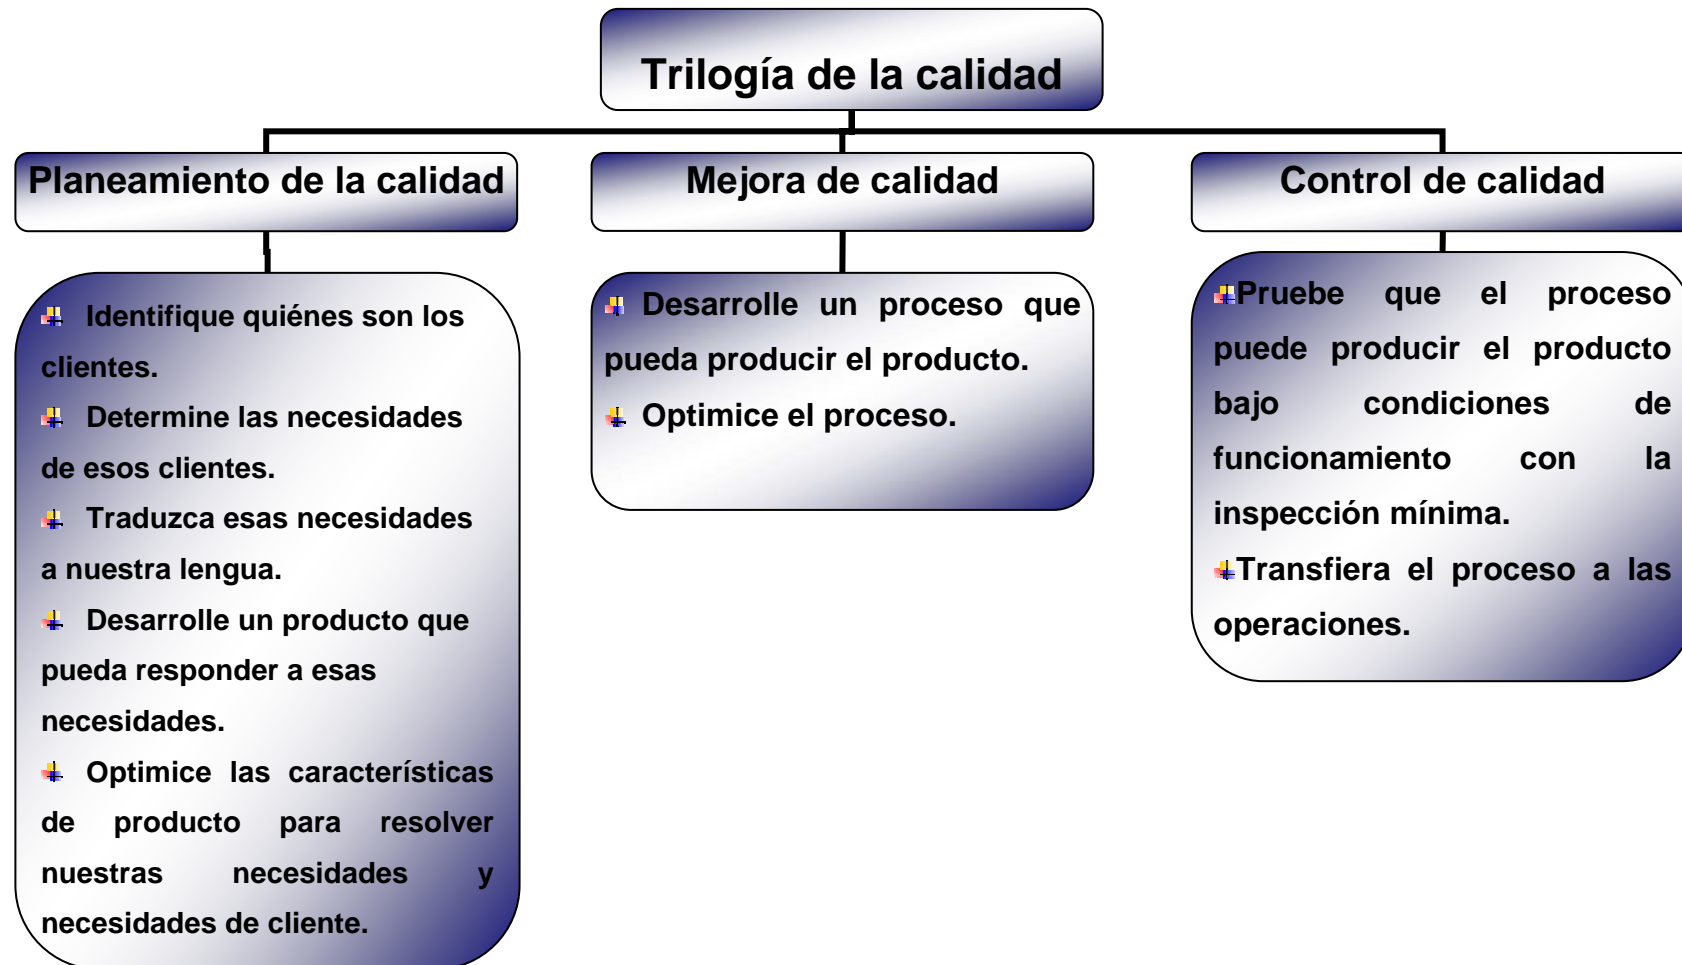 Trilogía de la calidad
Planeamiento de la calidad
Identifique quiénes son los
clientes.
Determine las necesidades
de esos clientes.
Traduzca esas necesidades
a nuestra lengua.
Desarrolle un producto que
pueda responder a esas
necesidades.
Optimice las características
de producto para resolver
nuestras necesidades y
necesidades de cliente.
Mejora de calidad
Desarrolle un proceso que
pueda producir el producto.
Optimice el proceso.
Control de calidad
Pruebe que el proceso
puede producir el producto
bajo condiciones de
funcionamiento con la
inspección mínima.
Transfiera el proceso a las
operaciones.